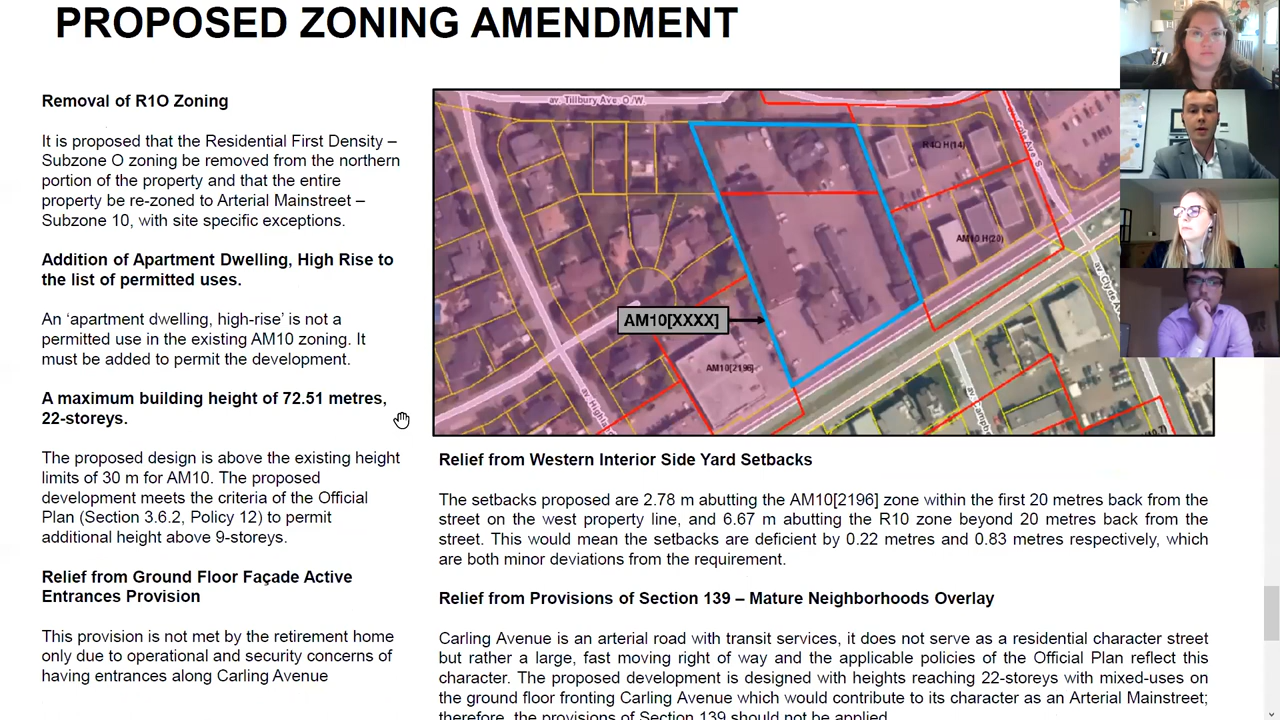 PROPOSED ZONING AMENDMENT
Removal of R1O Zoning
It is proposed that the Residential First Density –
Subzone O zoning be removed from the northern
portion of the property and that the entire
property be re-zoned to Arterial Mainstreet –
Subzone 10, with site specific exceptions.
Addition of Apartment Dwelling, High Rise to
the list of permitted uses.
An ‘apartment dwelling, high-rise’ is not a
permitted use in the existing AM10 zoning. It
must be added to permit the development.
A maximum building height of 72.51 metres,
22-storeys.
The proposed design is above the existing height
limits of 30 m for AM10. The proposed
development meets the criteria of the Official
Plan (Section 3.6.2, Policy 12) to permit
additional height above 9-storeys.
Relief from Ground Floor Façade Active
Entrances Provision
This provision is not met by the retirement home
only due to operational and security concerns of
having entrances along Carling Avenue
av. Tillbury Ave. O./W.
R4O H(14)
AM10 H(20)
AM10[XXXX]
AM10[2196]
Relief from Western Interior Side Yard Setbacks
The setbacks proposed are 2.78 m abutting the AM10[2196] zone within the first 20 metres back from the
street on the west property line, and 6.67 m abutting the R10 zone beyond 20 metres back from the
street. This would mean the setbacks are deficient by 0.22 metres and 0.83 metres respectively, which
are both minor deviations from the requirement.
Relief from Provisions of Section 139 – Mature Neighborhoods Overlay
Carling Avenue is an arterial road with transit services, it does not serve as a residential character street
but rather a large, fast moving right of way and the applicable policies of the Official Plan reflect this
character. The proposed development is designed with heights reaching 22-storeys with mixed-uses on
the ground floor fronting Carling Avenue which would contribute to its character as an Arterial Mainstreet;
therefore, the provisions of Section 139 should not be applied.